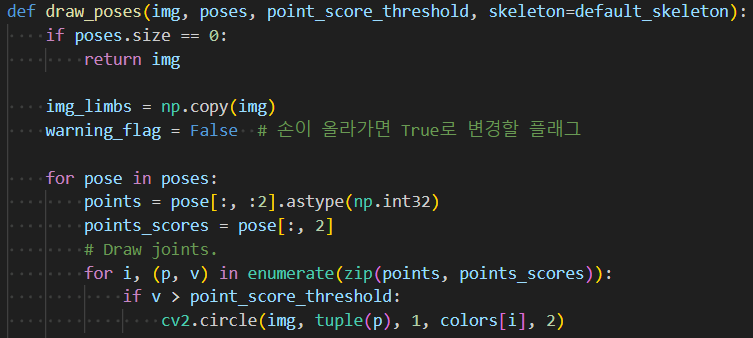 def draw_poses(img, poses, point_score_threshold, skeleton=default_skeleton):
    if poses.size == 0:
        return img

    img_limbs = np.copy(img)
    warning_flag = False  # 손이 올라가면 True로 변경할 플래그

    for pose in poses:
        points = pose[:, :2].astype(np.int32)
        points_scores = pose[:, 2]
        # Draw joints.
        for i, (p, v) in enumerate(zip(points, points_scores)):
            if v > point_score_threshold:
                cv2.circle(img, tuple(p), 1, colors[i], 2)